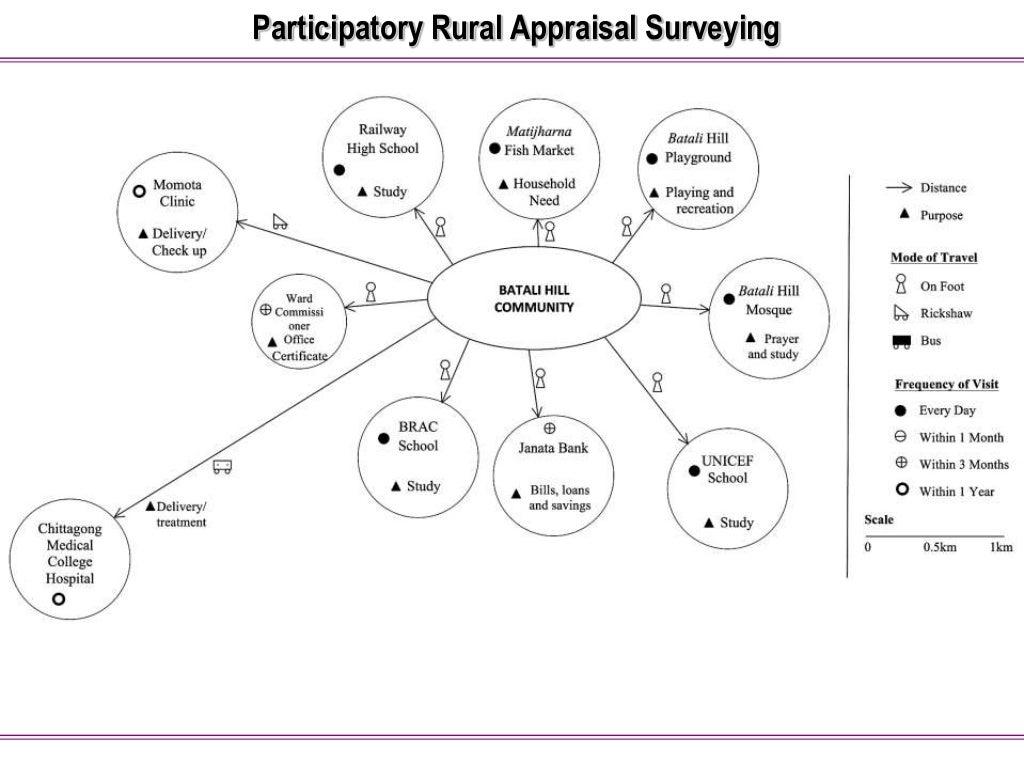 Participatory Rural Appraisal Surveying
Railway
High School
Study
Matijharna
Fish Market
Household
Need
Batali Hill
Playground
Playing and
recreation
Momota
Clinic
Delivery/
Check up
Ward
Commissi
oner
Office
Certificate
BATALI HILL
COMMUNITY
Batali Hill
Mosque
Prayer
and study
BRAC
School
Study
Janata Bank
Bills, loans
and savings
UNICEF
School
Study
Delivery/
treatment
Chittagong
Medical
College
Hospital
Distance
Purpose
Mode of Travel
On Foot
Rickshaw
Bus
Frequency of Visit
Every Day
Within 1 Month
Within 3 Months
Within 1 Year
Scale
0 0.5km 1km